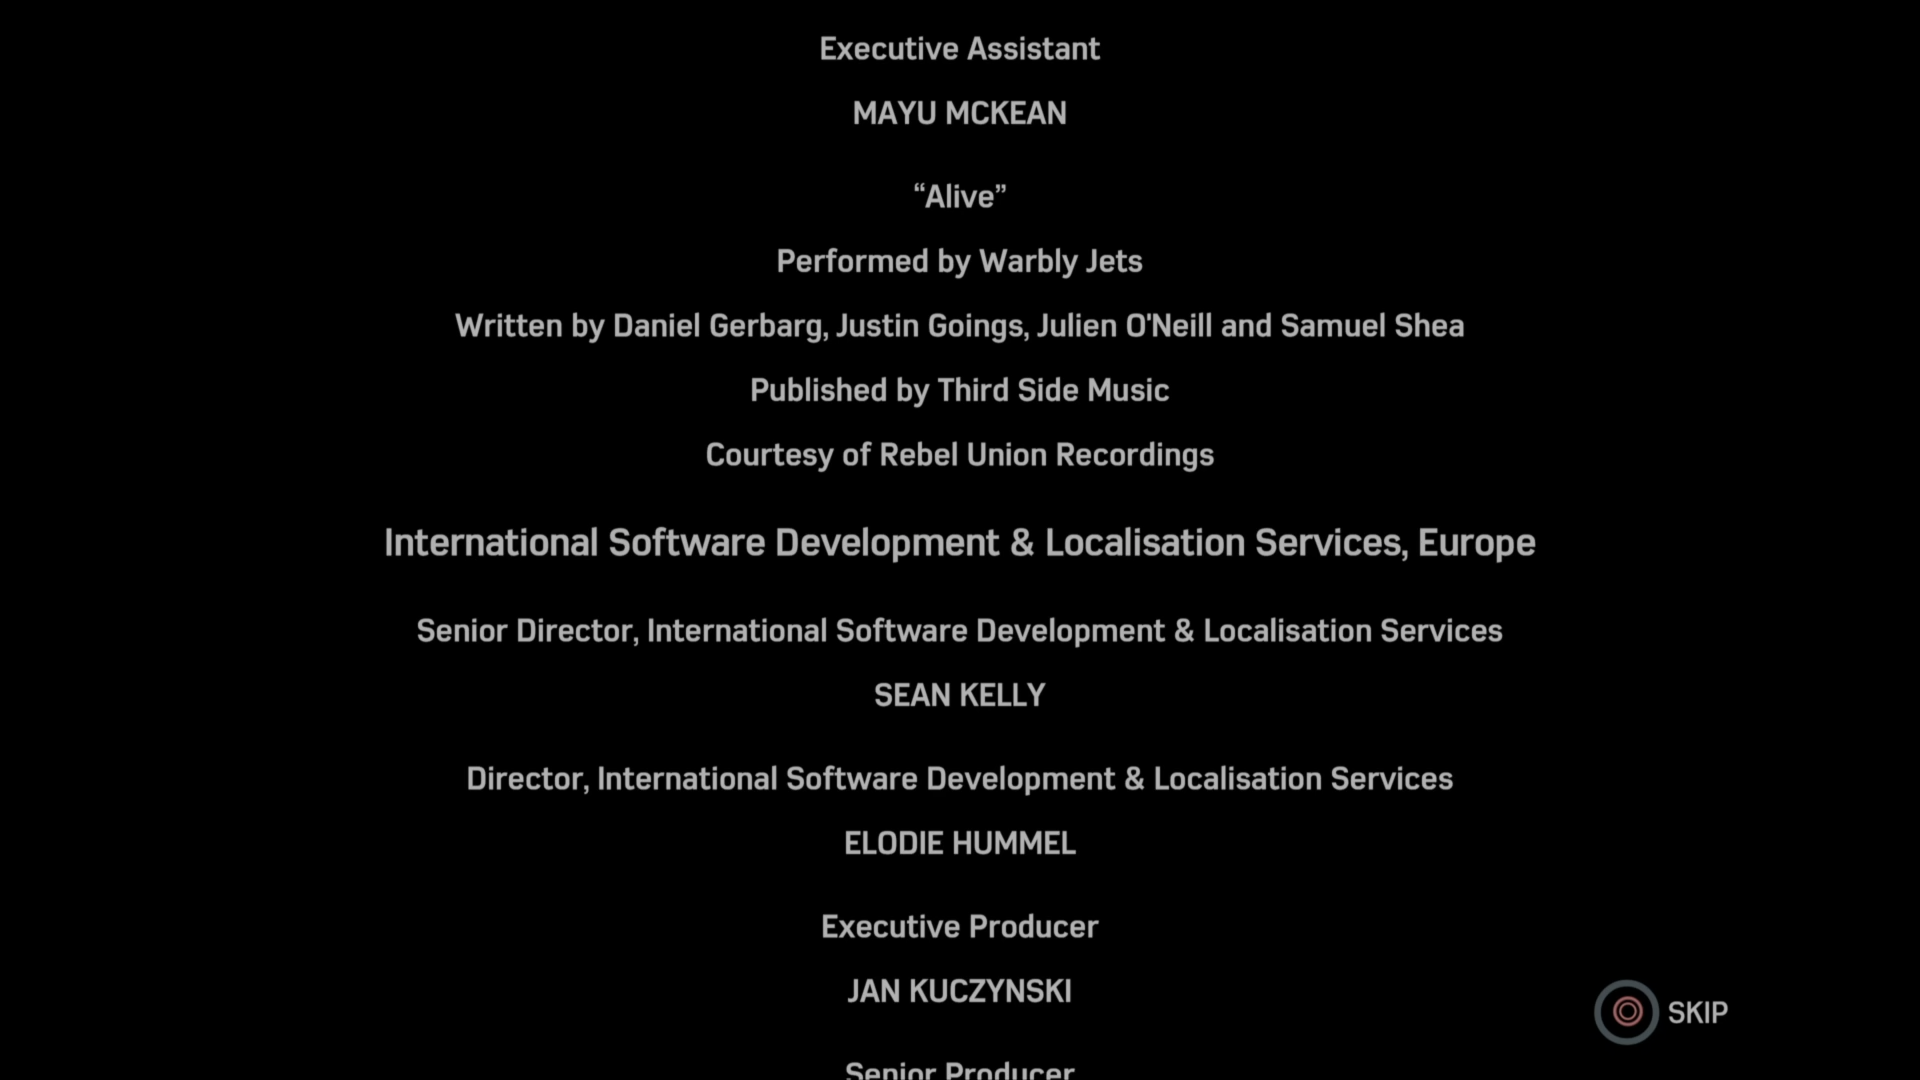 Executive Assistant
MAYU MCKEAN
“Alive”
Performed by Warbly Jets
Written by Daniel Gerbarg, Justin Goings, Julien O'Neill and Samuel Shea
Published by Third Side Music
Courtesy of Rebel Union Recordings
International Software Development & Localisation Services, Europe
Senior Director, International Software Development & Localisation Services
SEAN KELLY
Director, International Software Development & Localisation Services
ELODIE HUMMEL
Executive Producer
JAN KUCZYNSKI
SKIP
Senior Producer